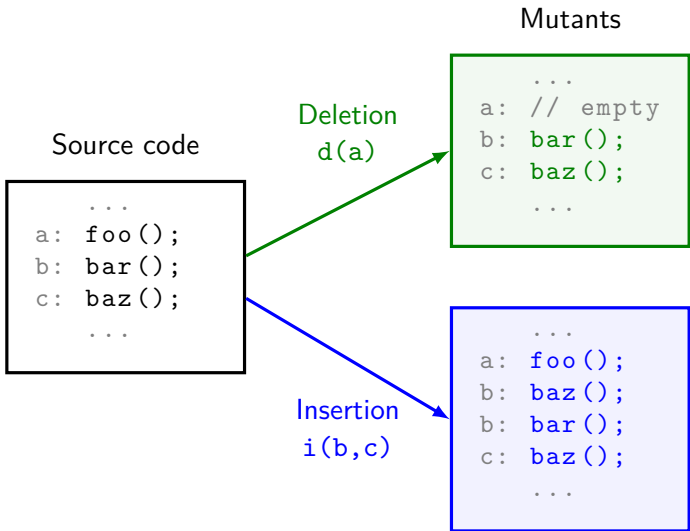 Source code
...
a: foo();
b: bar();
c: baz();
...
Deletion
d(a)
Insertion
i(b,c)
Mutants
...
a: // empty
b: bar();
c: baz();
...
...
a: foo();
b: baz();
b: bar();
c: baz();
...